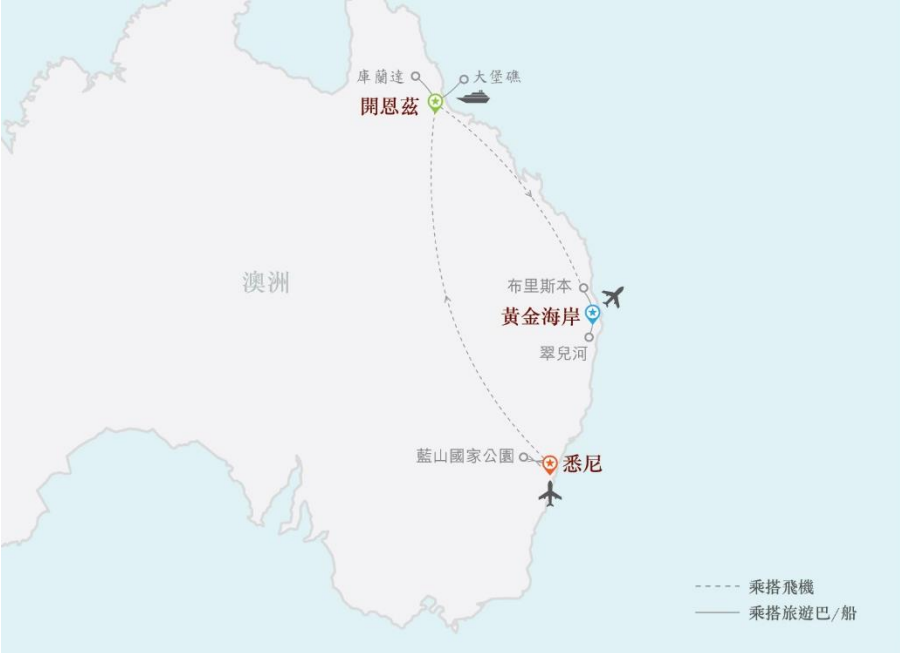 庫蘭達
大堡礁
開恩茲
澳洲
布里斯本
黃金海岸
翠兒河
藍山國家公園
悉尼
乘搭飛機
乘搭旅遊巴/船